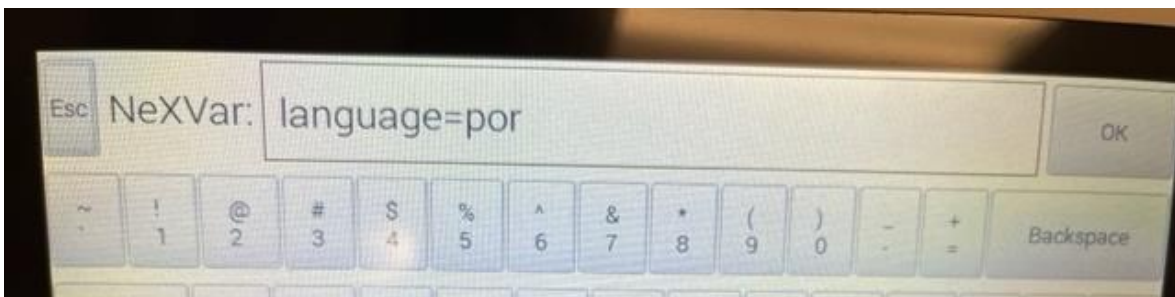 Esc NeXVar: language=por OK
~ ! @ # $ % ^ & * ( ) _ +
` 1 2 3 4 5 6 7 8 9 0 - = Backspace